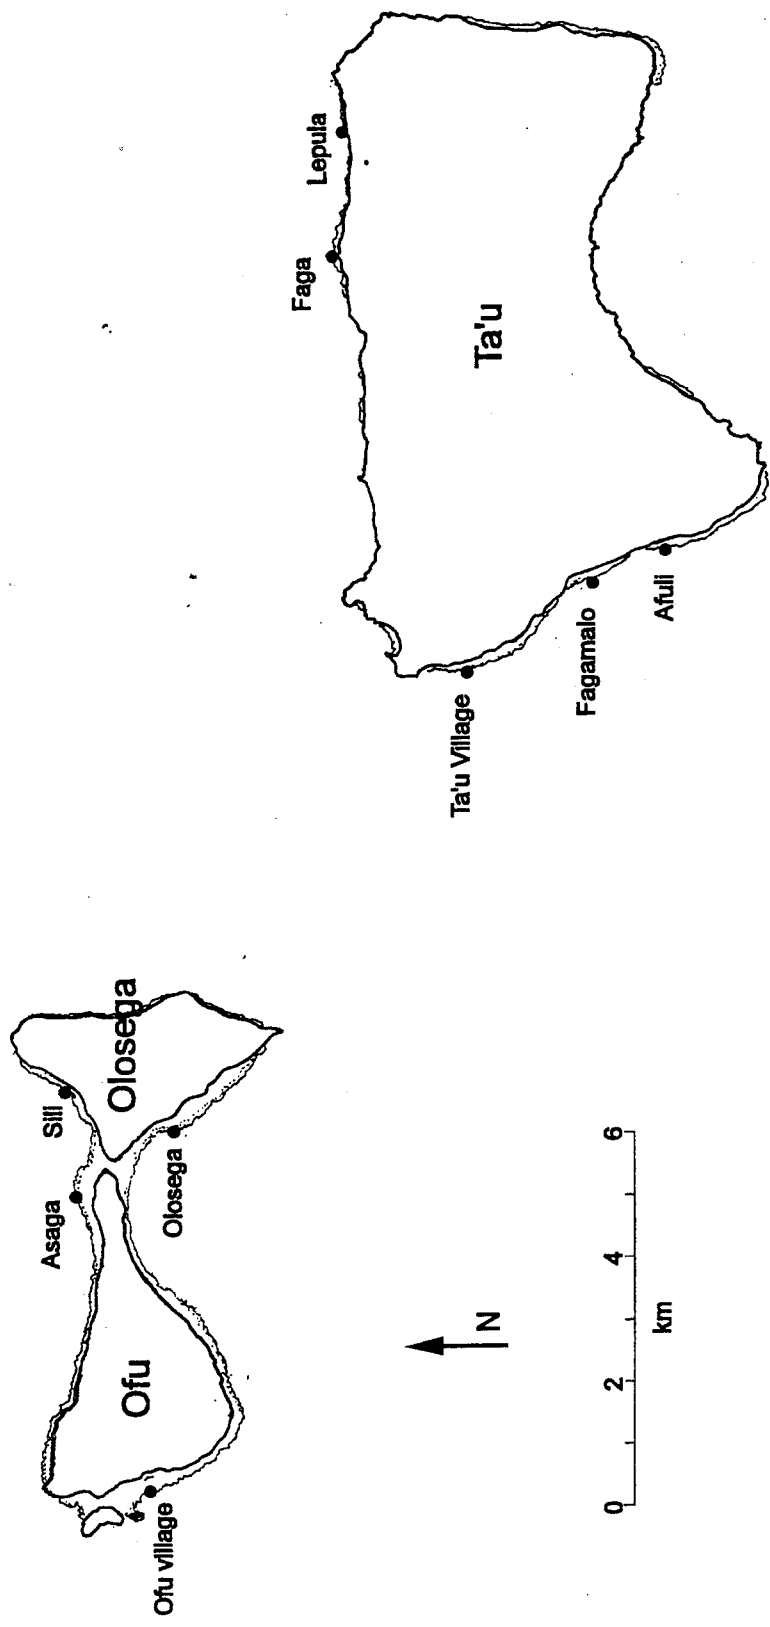 Sili
Asaga
Olosega
Ofu
Olosega
Ofu village
N
0 2 4 6
km
Lepula
Faga
Ta'u
Ta'u Village
Fagamalo
Afuli